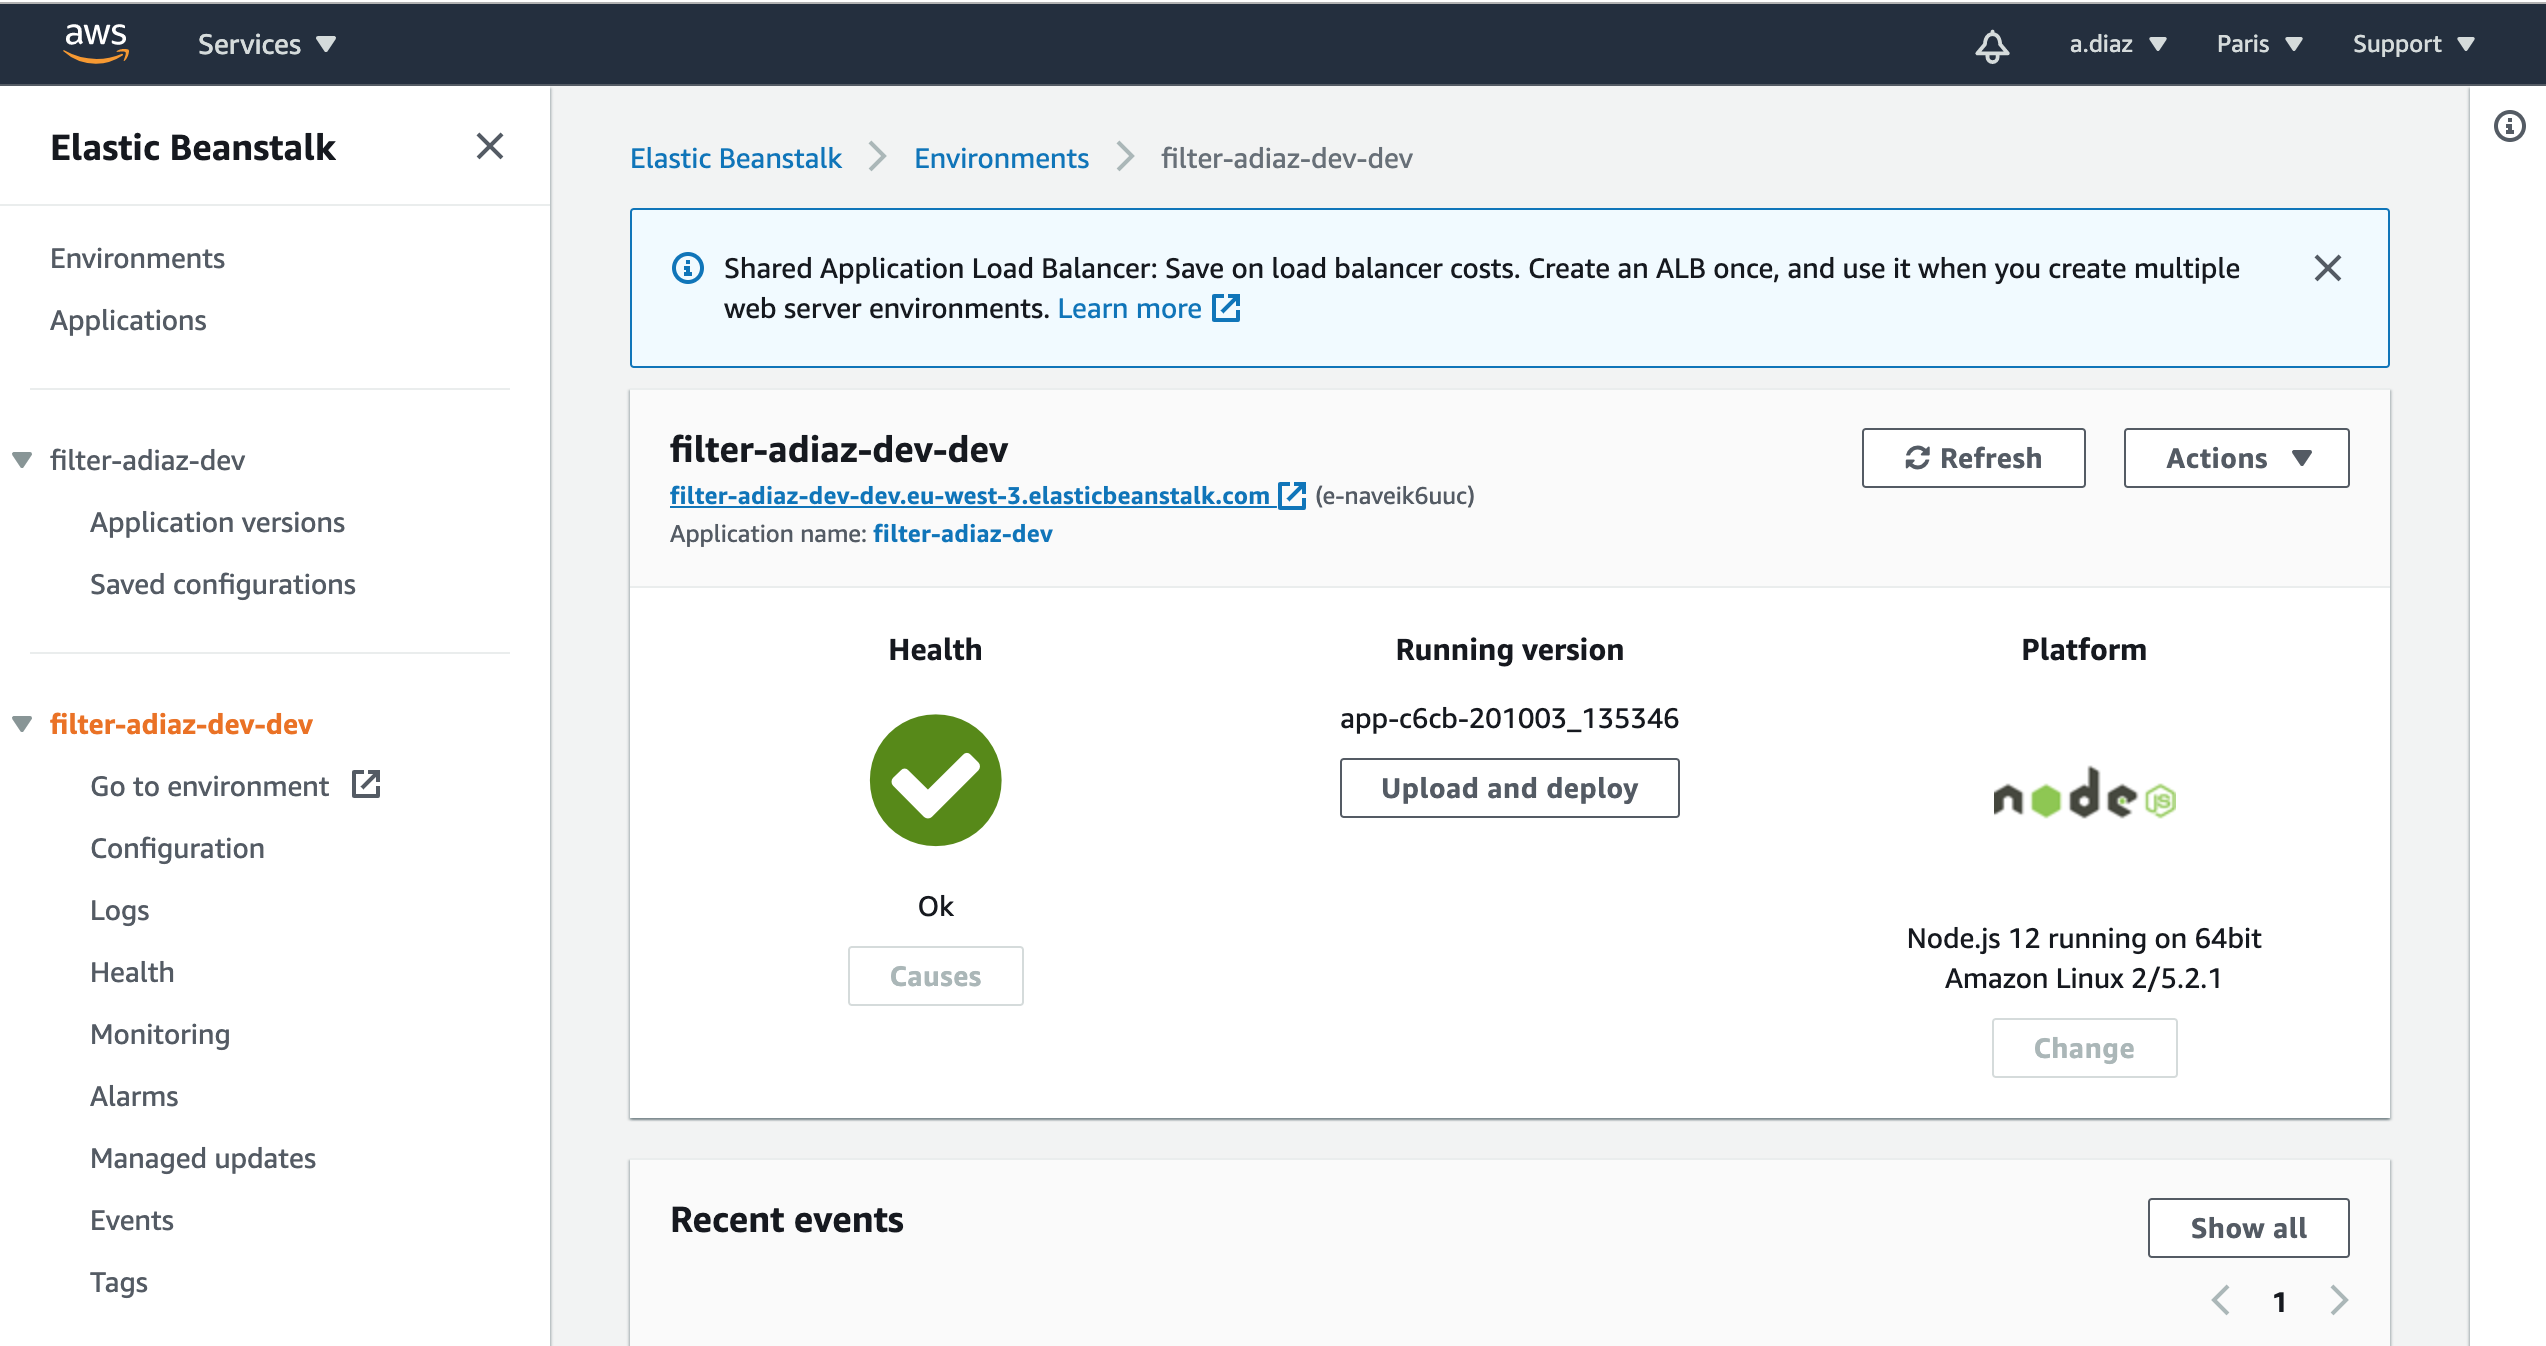 aws
Services
a.diaz
Paris
Support
Elastic Beanstalk
Environments
Applications
filter-adiaz-dev
Application versions
Saved configurations
filter-adiaz-dev-dev
Go to environment
Configuration
Logs
Health
Monitoring
Alarms
Managed updates
Events
Tags
Elastic Beanstalk > Environments > filter-adiaz-dev-dev
Shared Application Load Balancer: Save on load balancer costs. Create an ALB once, and use it when you create multiple
web server environments. Learn more
filter-adiaz-dev-dev
filter-adiaz-dev-dev.eu-west-3.elasticbeanstalk.com (e-naveik6uuc)
Application name: filter-adiaz-dev
Refresh
Actions
Health
Ok
Causes
Running version
app-c6cb-201003_135346
Upload and deploy
Platform
node JS
Node.js 12 running on 64bit
Amazon Linux 2/5.2.1
Change
Recent events
Show all
1